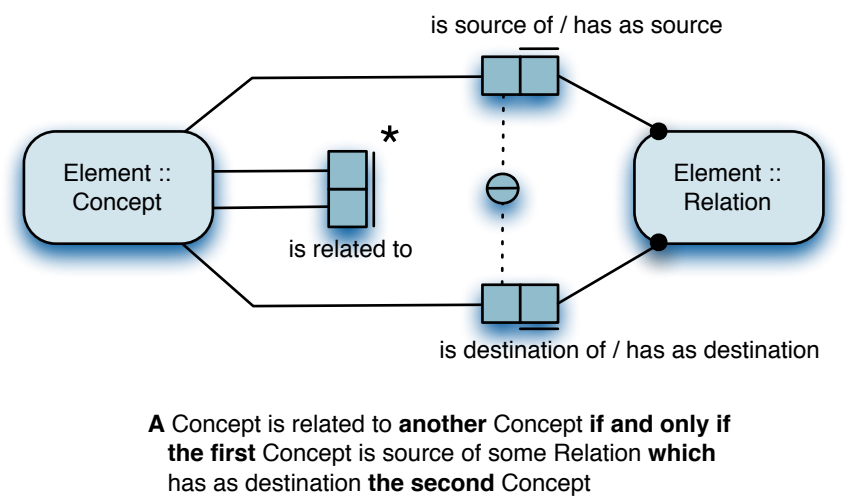 is source of / has as source
*
Element ::
Concept
Element ::
Relation
is related to
is destination of / has as destination
A Concept is related to another Concept if and only if
the first Concept is source of some Relation which
has as destination the second Concept